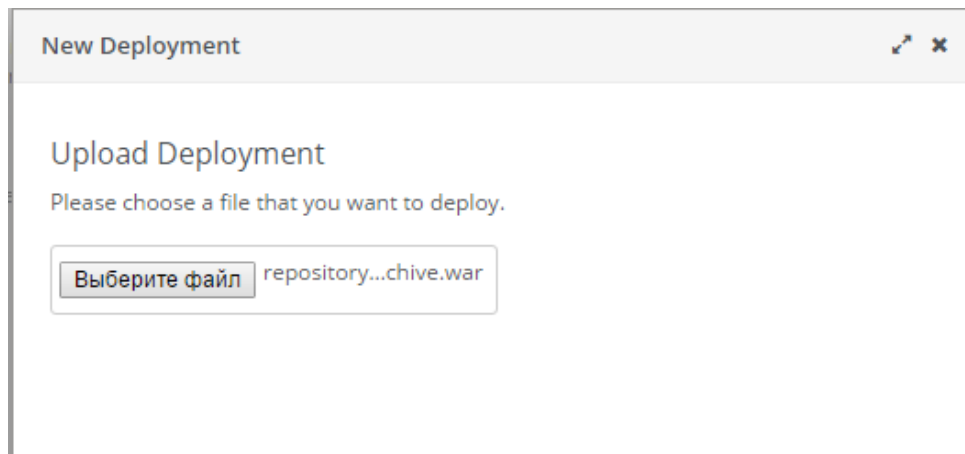 New Deployment
Upload Deployment
Please choose a file that you want to deploy.
Выберите файл repository...chive.war